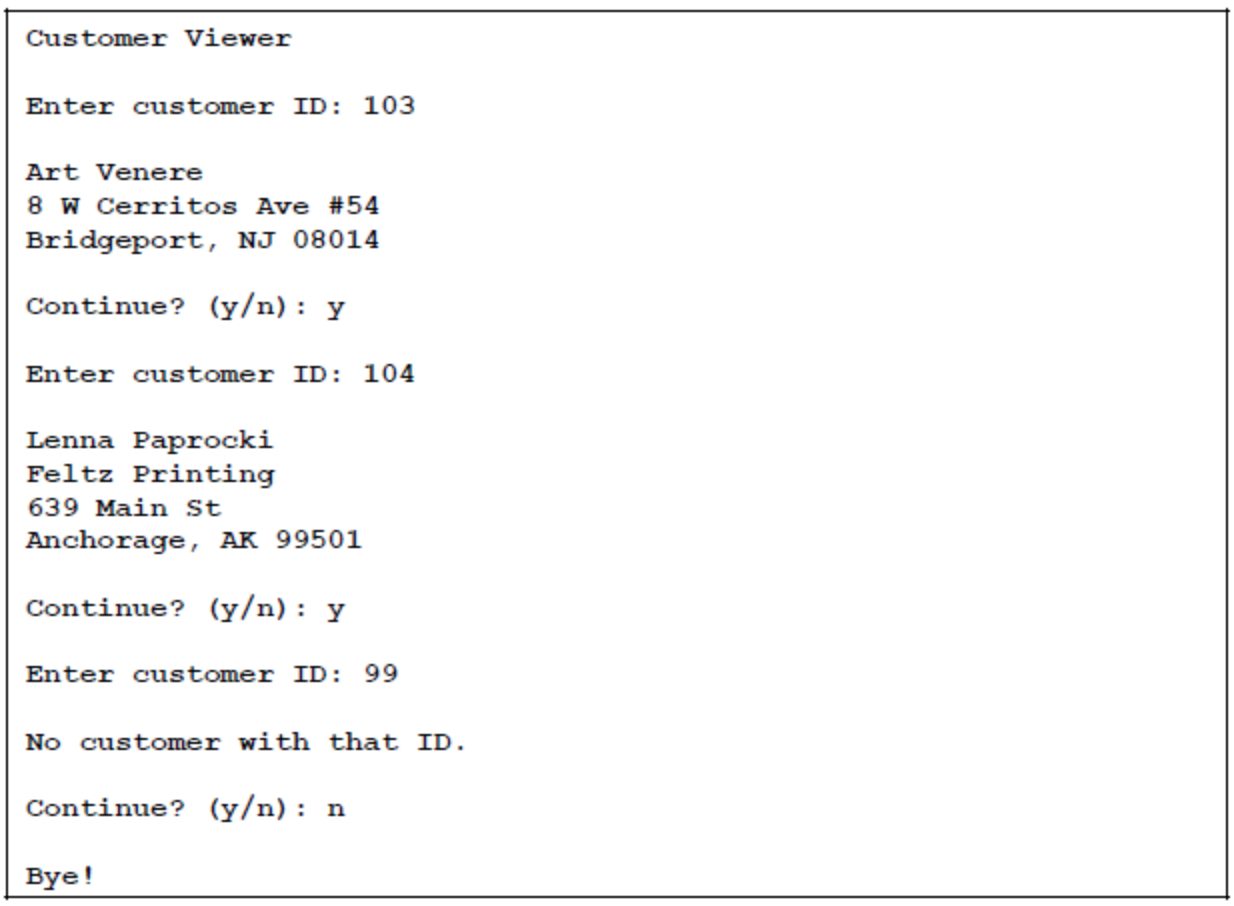 Customer Viewer
Enter customer ID: 103
Art Venere
8 W Cerritos Ave #54
Bridgeport, NJ 08014
Continue? (y/n): y
Enter customer ID: 104
Lenna Paprocki
Feltz Printing
639 Main St
Anchorage, AK 99501
Continue? (y/n): y
Enter customer ID: 99
No customer with that ID.
Continue? (y/n): n
Bye!